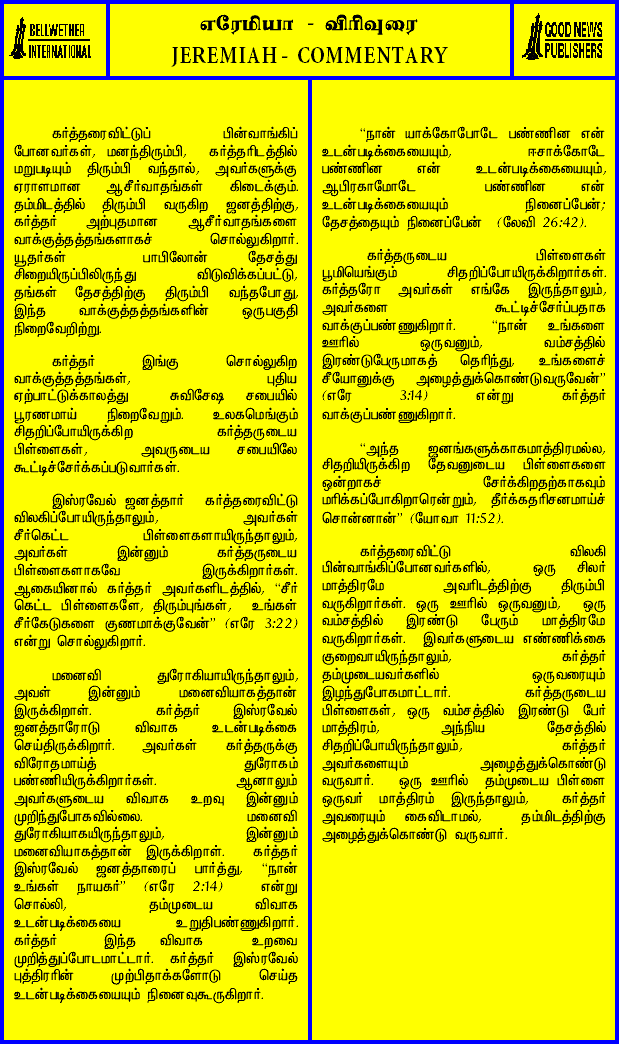 BELLWETHER
INTERNATIONAL
எரேமியா - விரிவுரை
JEREMIAH - COMMENTARY
GOOD NEWS
PUBLISHERS
கர்த்தரைவிட்டுப் பின்வாங்கிப்
போனவர்கள், மனந்திரும்பி, கர்த்தரிடத்தில்
மறுபடியும் திரும்பி வந்தால், அவர்களுக்கு
ஏராளமான ஆசீர்வாதங்கள் கிடைக்கும்.
தம்மிடத்தில் திரும்பி வருகிற ஜனத்திற்கு,
கர்த்தர் அற்புதமான ஆசீர்வாதங்களை
வாக்குத்தத்தங்களாகச் சொல்லுகிறார்.
யூதர்கள் பாபிலோன் தேசத்து
சிறையிருப்பிலிருந்து விடுவிக்கப்பட்டு,
தங்கள் தேசத்திற்கு திரும்பி வந்தபோது,
இந்த வாக்குத்தத்தங்களின் ஒருபகுதி
நிறைவேறிற்று.
கர்த்தர் இங்கு சொல்லுகிற
வாக்குத்தத்தங்கள், புதிய
ஏற்பாட்டுக்காலத்து சுவிசேஷ சபையில்
பூரணமாய் நிறைவேறும். உலகமெங்கும்
சிதறிப்போயிருக்கிற கர்த்தருடைய
பிள்ளைகள், அவருடைய சபையிலே
கூட்டிச்சேர்க்கப்படுவார்கள்.
இஸ்ரவேல் ஜனத்தார் கர்த்தரைவிட்டு
விலகிப்போயிருந்தாலும், அவர்கள்
சீர்கெட்ட பிள்ளைகளாயிருந்தாலும்,
அவர்கள் இன்னும் கர்த்தருடைய
பிள்ளைகளாகவே இருக்கிறார்கள்.
ஆகையினால் கர்த்தர் அவர்களிடத்தில், “சீர்
கெட்ட பிள்ளைகளே, திரும்புங்கள், உங்கள்
சீர்கேடுகளை குணமாக்குவேன்” (எரே 3:22)
என்று சொல்லுகிறார்.
மனைவி துரோகியாயிருந்தாலும்,
அவள் இன்னும் மனைவியாகத்தான்
இருக்கிறாள். கர்த்தர் இஸ்ரவேல்
ஜனத்தாரோடு விவாக உடன்படிக்கை
செய்திருக்கிறார். அவர்கள் கர்த்தருக்கு
விரோதமாய்த் துரோகம்
பண்ணியிருக்கிறார்கள். ஆனாலும்
அவர்களுடைய விவாக உறவு இன்னும்
முறிந்துபோகவில்லை. மனைவி
துரோகியாகயிருந்தாலும், இன்னும்
மனைவியாகத்தான் இருக்கிறாள். கர்த்தர்
இஸ்ரவேல் ஜனத்தாரைப் பார்த்து, “நான்
உங்கள் நாயகர்” (எரே 2:14) என்று
சொல்லி, தம்முடைய விவாக
உடன்படிக்கையை உறுதிபண்ணுகிறார்.
கர்த்தர் இந்த விவாக உறவை
முறித்துப்போடமாட்டார். கர்த்தர் இஸ்ரவேல்
புத்திரரின் முற்பிதாக்களோடு செய்த
உடன்படிக்கையையும் நினைவுகூருகிறார்.
“நான் யாக்கோபோடே பண்ணின என்
உடன்படிக்கையையும், ஈசாக்கோடே
பண்ணின என் உடன்படிக்கையையும்,
ஆபிரகாமோடே பண்ணின என்
உடன்படிக்கையையும் நினைப்பேன்;
தேசத்தையும் நினைப்பேன் (லேவி 26:42).
கர்த்தருடைய பிள்ளைகள்
பூமியெங்கும் சிதறிப்போயிருக்கிறார்கள்.
கர்த்தரோ அவர்கள் எங்கே இருந்தாலும்,
அவர்களை கூட்டிச்சேர்ப்பதாக
வாக்குப்பண்ணுகிறார். “நான் உங்களை
ஊரில் ஒருவனும், வம்சத்தில்
இரண்டுபேருமாகத் தெரிந்து, உங்களைச்
சீயோனுக்கு அழைத்துக்கொண்டுவருவேன்”
(எரே 3:14) என்று கர்த்தர்
வாக்குப்பண்ணுகிறார்.
“அந்த ஜனங்களுக்காகமாத்திரமல்ல,
சிதறியிருக்கிற தேவனுடைய பிள்ளைகளை
ஒன்றாகச் சேர்க்கிறதற்காகவும்
மரிக்கப்போகிறாரென்றும், தீர்க்கதரிசனமாய்ச்
சொன்னான்” (யோவா 11:52).
கர்த்தரைவிட்டு விலகி
பின்வாங்கிப்போனவர்களில், ஒரு சிலர்
மாத்திரமே அவரிடத்திற்கு திரும்பி
வருகிறார்கள். ஒரு ஊரில் ஒருவனும், ஒரு
வம்சத்தில் இரண்டு பேரும் மாத்திரமே
வருகிறார்கள். இவர்களுடைய எண்ணிக்கை
குறைவாயிருந்தாலும், கர்த்தர்
தம்முடையவர்களில் ஒருவரையும்
இழந்துபோகமாட்டார். கர்த்தருடைய
பிள்ளைகள், ஒரு வம்சத்தில் இரண்டு பேர்
மாத்திரம், அந்நிய தேசத்தில்
சிதறிப்போயிருந்தாலும், கர்த்தர்
அவர்களையும் அழைத்துக்கொண்டு
வருவார். ஒரு ஊரில் தம்முடைய பிள்ளை
ஒருவர் மாத்திரம் இருந்தாலும், கர்த்தர்
அவரையும் கைவிடாமல், தம்மிடத்திற்கு
அழைத்துக்கொண்டு வருவார்.